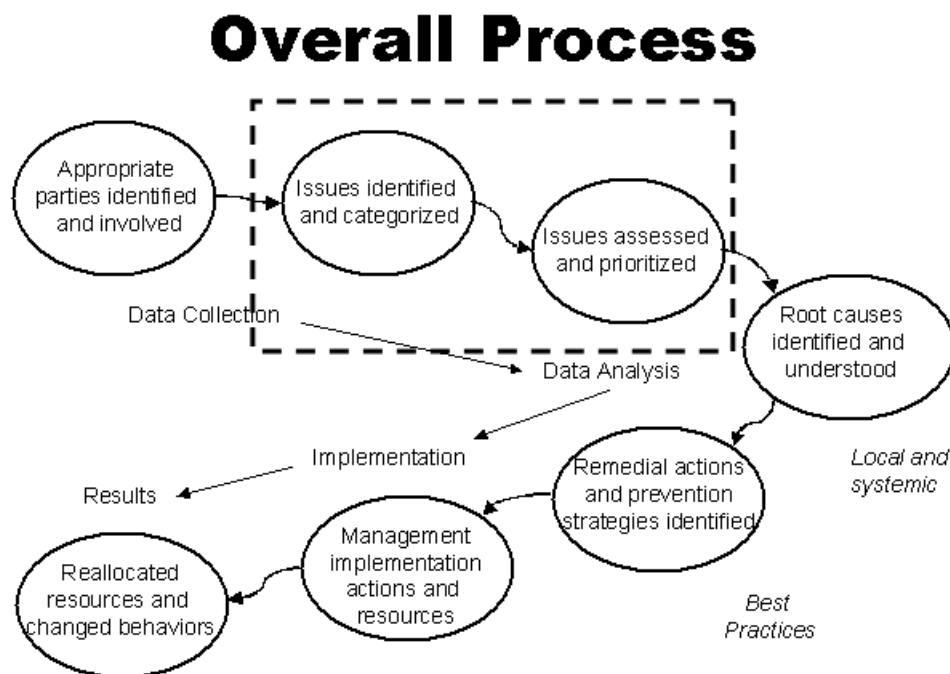 Overall Process
Appropriate
parties identified
and involved
Issues identified
and categorized
Issues assessed
and prioritized
Root causes
identified and
understood
Data Collection
Data Analysis
Implementation
Results
Local and
systemic
Remedial actions
and prevention
strategies identified
Management
implementation
actions and
resources
Reallocated
resources and
changed behaviors
Best
Practices